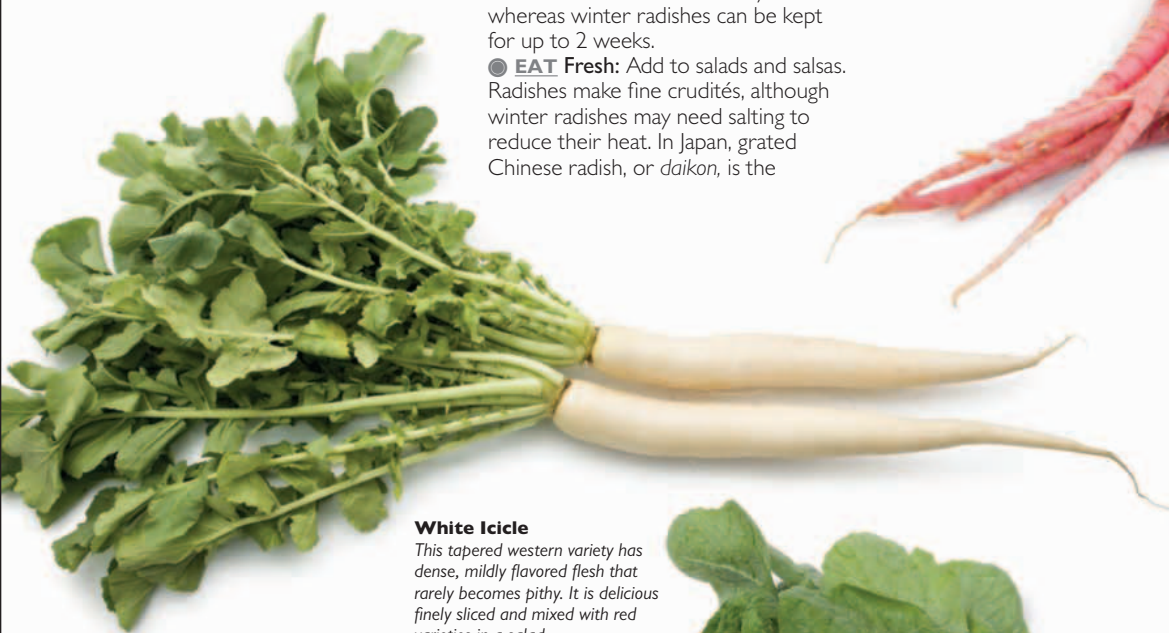 whereas winter radishes can be kept
for up to 2 weeks.
EAT Fresh: Add to salads and salsas.
Radishes make fine crudités, although
winter radishes may need salting to
reduce their heat. In Japan, grated
Chinese radish, or daikon, is the
White Icicle
This tapered western variety has
dense, mildly flavored flesh that
rarely becomes pithy. It is delicious
finely sliced and mixed with red
varieties in a salad.